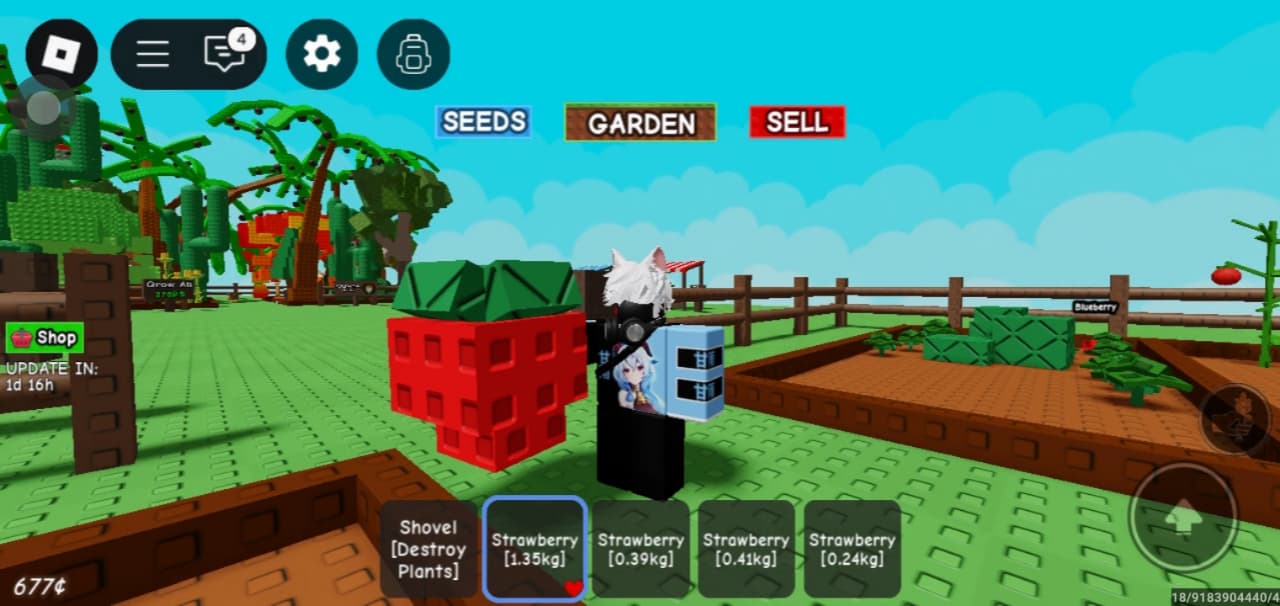 4
SEEDS
GARDEN
SELL
Blueberry
Shop
UPDATE IN:
1d 16h
Shovel
[Destroy
Plants]
Strawberry
[1.35kg]
Strawberry
[0.39kg]
Strawberry
[0.41kg]
Strawberry
[0.24kg]
677¢
18/9183904440/4